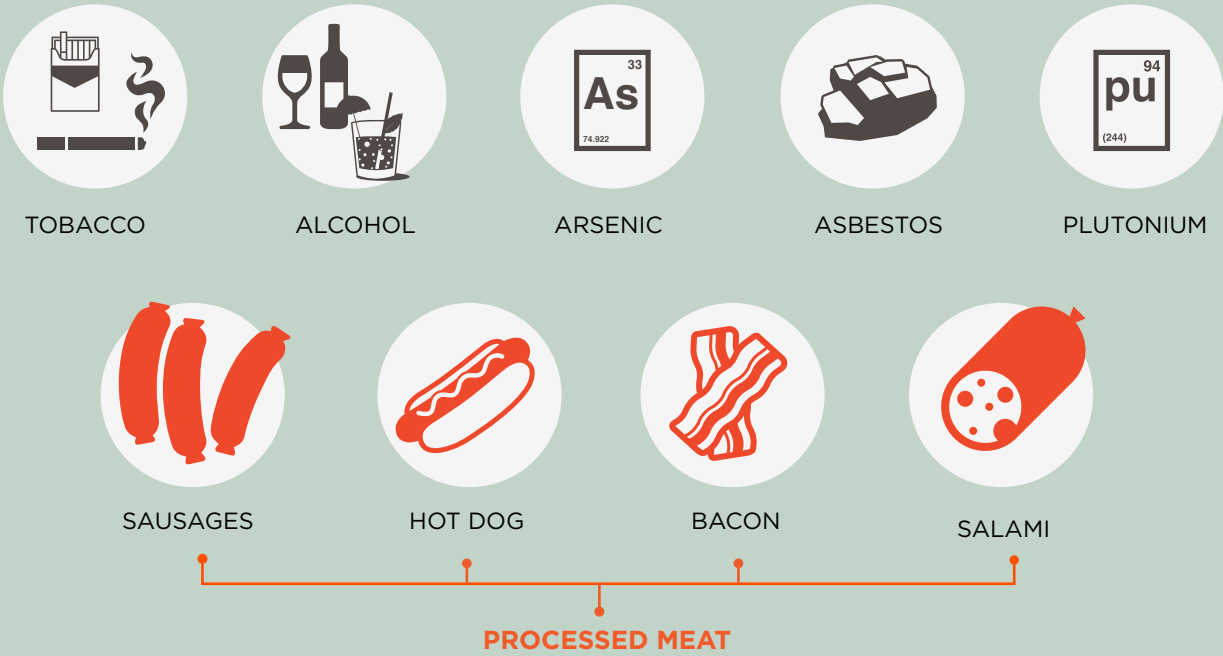 33
As
74.922
94
pu
(244)
TOBACCO
ALCOHOL
ARSENIC
ASBESTOS
PLUTONIUM
SAUSAGES
HOT DOG
BACON
SALAMI
PROCESSED MEAT